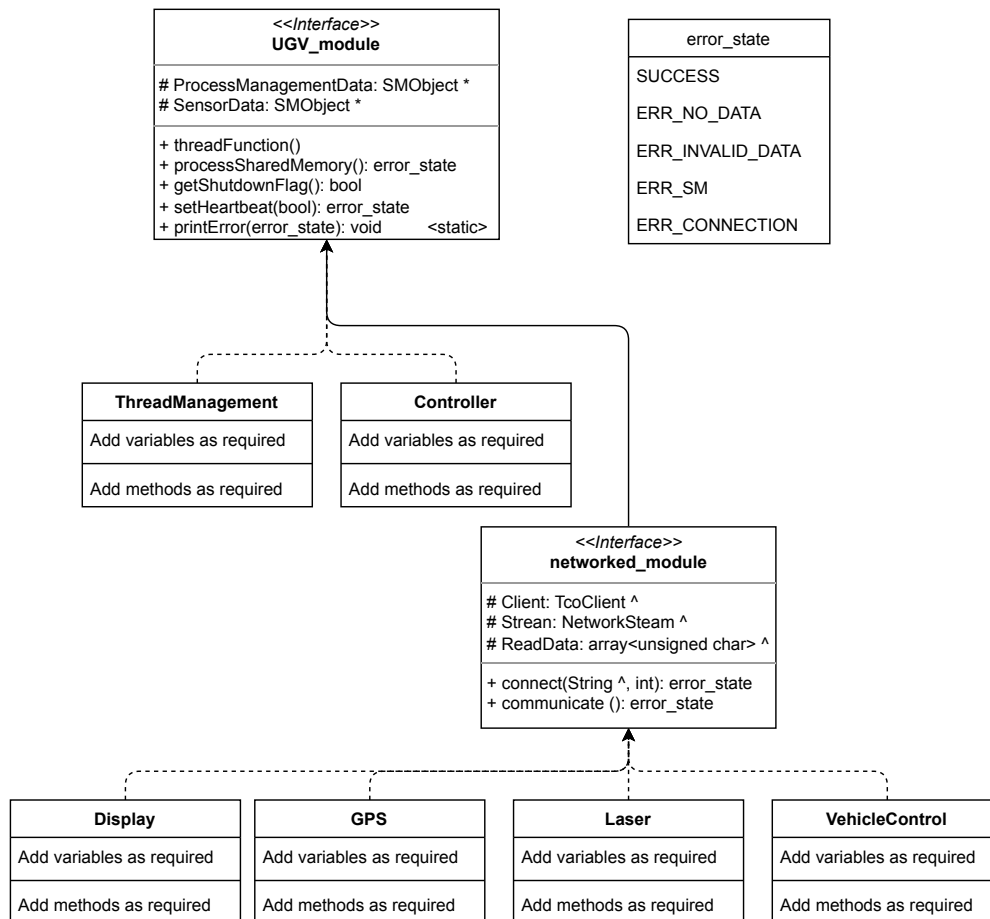 <<Interface>>
UGV_module
# ProcessManagementData: SMObject *
# SensorData: SMObject *
+ threadFunction()
+ processSharedMemory(): error_state
+ getShutdownFlag(): bool
+ setHeartbeat(bool): error_state
+ printError(error_state): void <static>
error_state
SUCCESS
ERR_NO_DATA
ERR_INVALID_DATA
ERR_SM
ERR_CONNECTION
ThreadManagement
Add variables as required
Add methods as required
Controller
Add variables as required
Add methods as required
<<Interface>>
networked_module
# Client: TcoClient ^
# Strean: NetworkSteam ^
# ReadData: array<unsigned char> ^
+ connect(String ^, int): error_state
+ communicate (): error_state
Display
Add variables as required
Add methods as required
GPS
Add variables as required
Add methods as required
Laser
Add variables as required
Add methods as required
VehicleControl
Add variables as required
Add methods as required